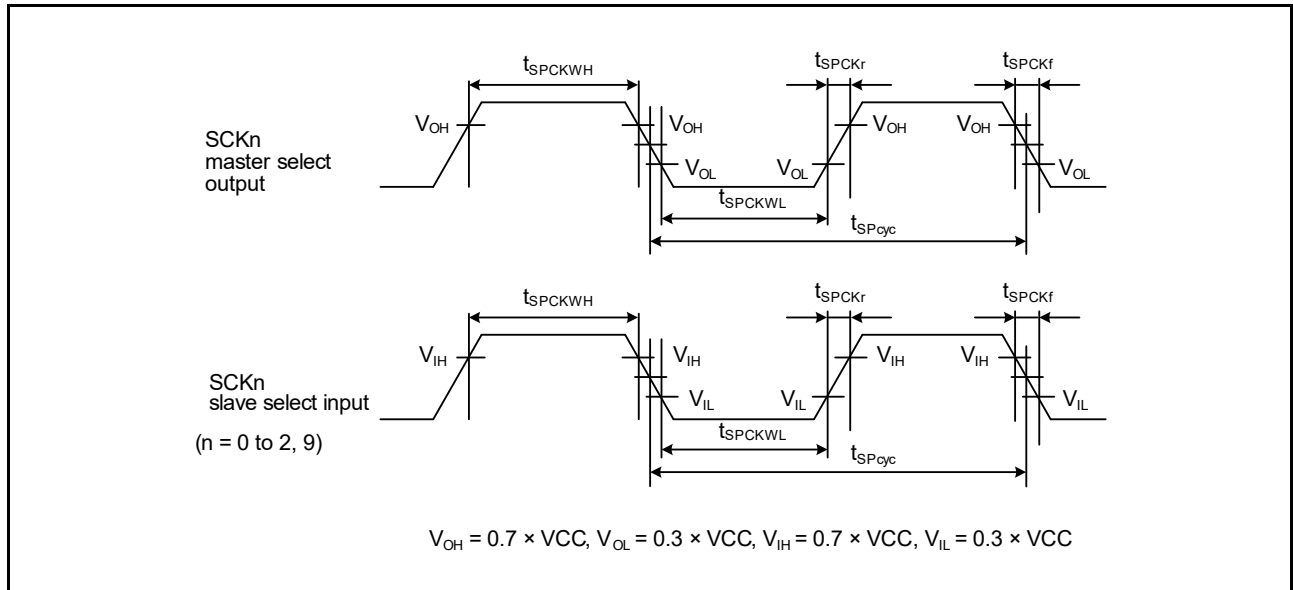 tSPCKWH
tSPCKr
tSPCKf
SCKn
master select
output
VOH
VOH
VOL
VOL
VOH
VOH
VOL
tSPCKWL
tSPcyc
tSPCKWH
tSPCKr
tSPCKf
SCKn
slave select input
(n = 0 to 2, 9)
VIH
VIH
VIL
VIL
VIH
VIH
VIL
tSPCKWL
tSPcyc
VOH = 0.7 × VCC, VOL = 0.3 × VCC, VIH = 0.7 × VCC, VIL = 0.3 × VCC